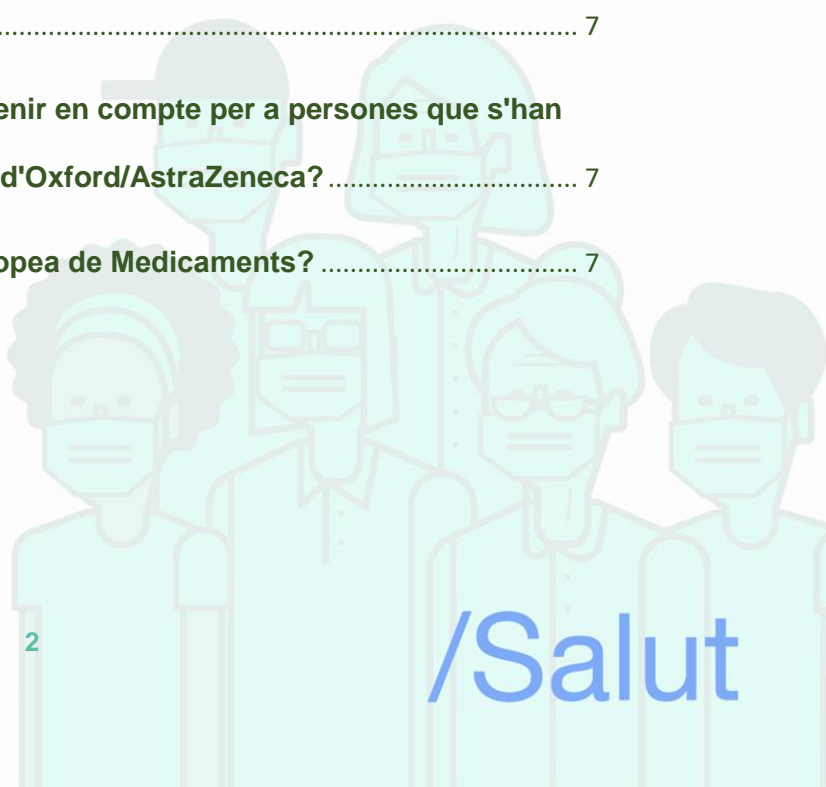 ................................................................................ 7
enir en compte per a persones que s'han
d'Oxford/AstraZeneca? .................................. 7
opea de Medicaments? ................................... 7
2
/Salut